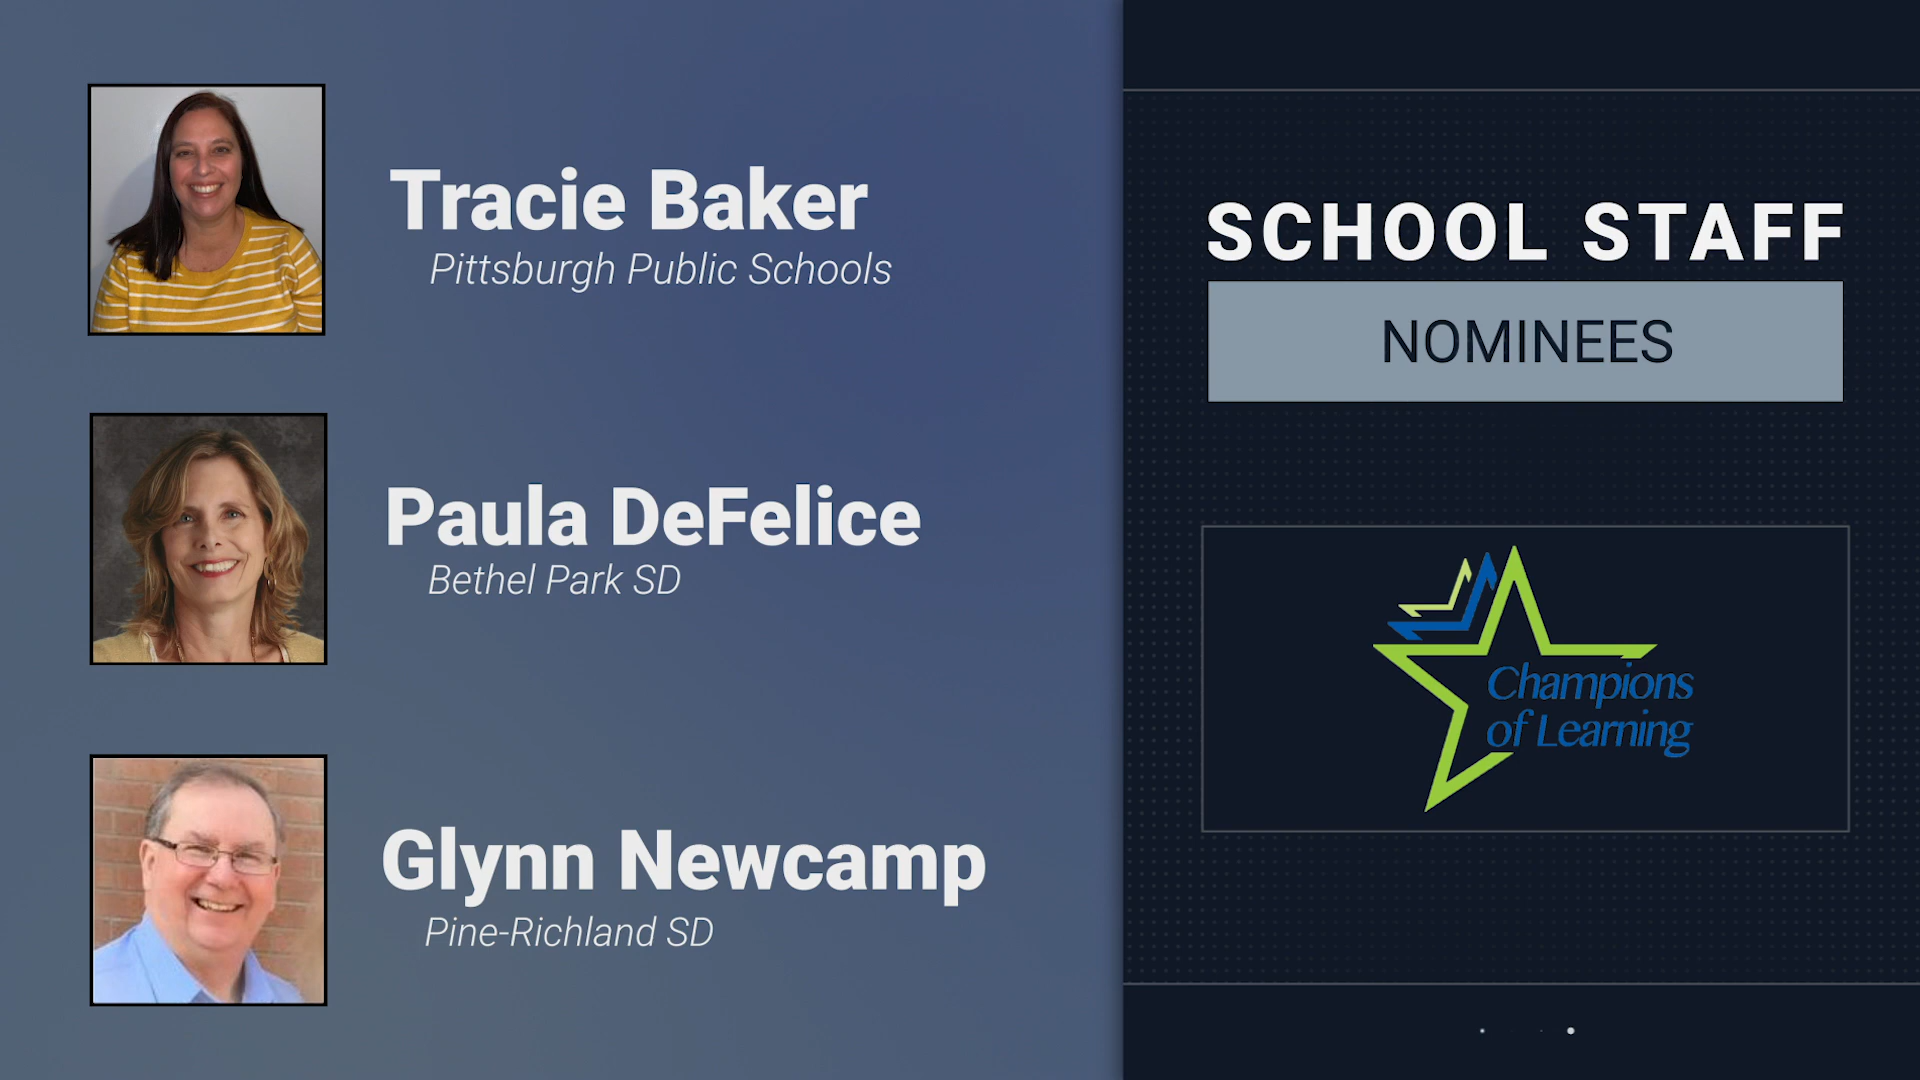 Tracie Baker
Pittsburgh Public Schools
Paula DeFelice
Bethel Park SD
Glynn Newcamp
Pine-Richland SD
SCHOOL STAFF
NOMINEES
Champions
of Learning